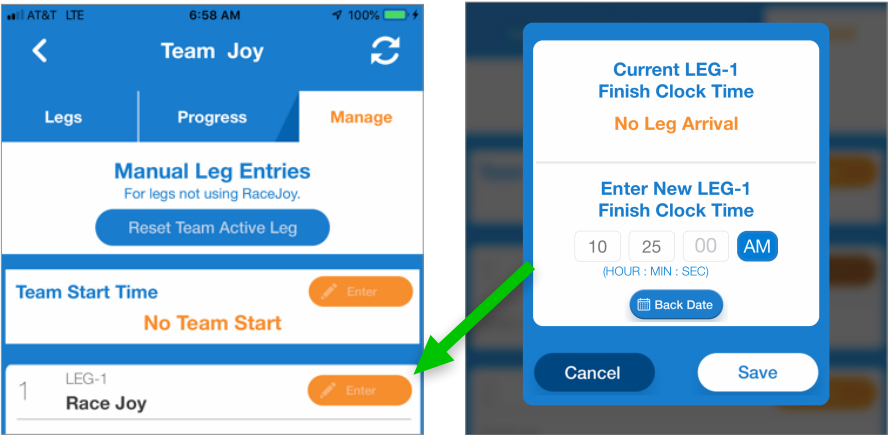 AT&T LTE 6:58 AM 100%
Team Joy
Legs Progress Manage
Manual Leg Entries
For legs not using RaceJoy.
Reset Team Active Leg
Team Start Time
Enter
No Team Start
1
LEG-1
Race Joy
Enter
Current LEG-1
Finish Clock Time
No Leg Arrival
Enter New LEG-1
Finish Clock Time
10 25 00 AM
(HOUR : MIN : SEC)
Back Date
Cancel Save